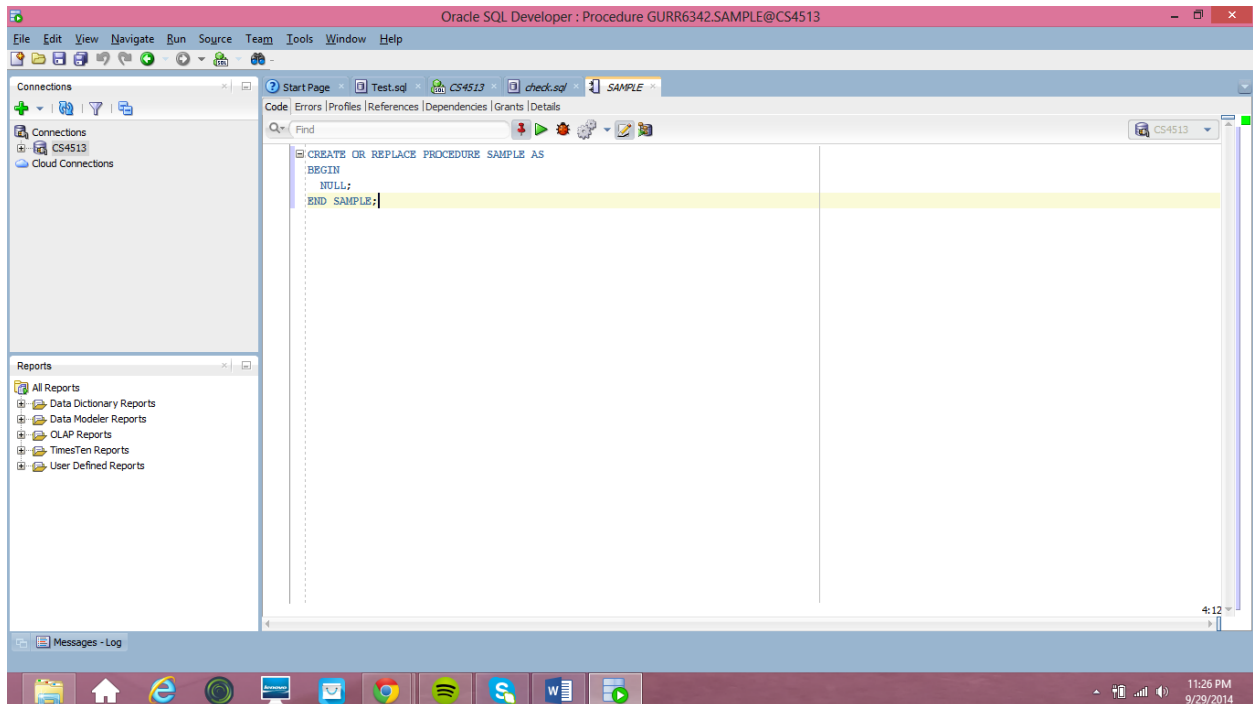 Oracle SQL Developer : Procedure GURR6342.SAMPLE@CS4513
File Edit View Navigate Run Source Team Tools Window Help
Connections
Connections
CS4513
Cloud Connections
Reports
All Reports
Data Dictionary Reports
Data Modeler Reports
OLAP Reports
TimesTen Reports
User Defined Reports
Start Page Test.sql CS4513 check.sql SAMPLE
Code Errors |Profiles |References |Dependencies |Grants |Details
Find
CS4513
CREATE OR REPLACE PROCEDURE SAMPLE AS
BEGIN
NULL;
END SAMPLE;
4:12
Messages - Log
lenovo
11:26 PM
9/29/2014